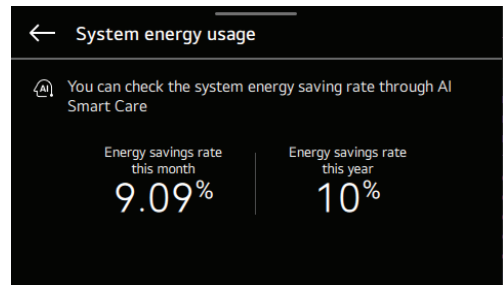 System energy usage
AI
You can check the system energy saving rate through AI
Smart Care
Energy savings rate
this month
9.09%
Energy savings rate
this year
10%